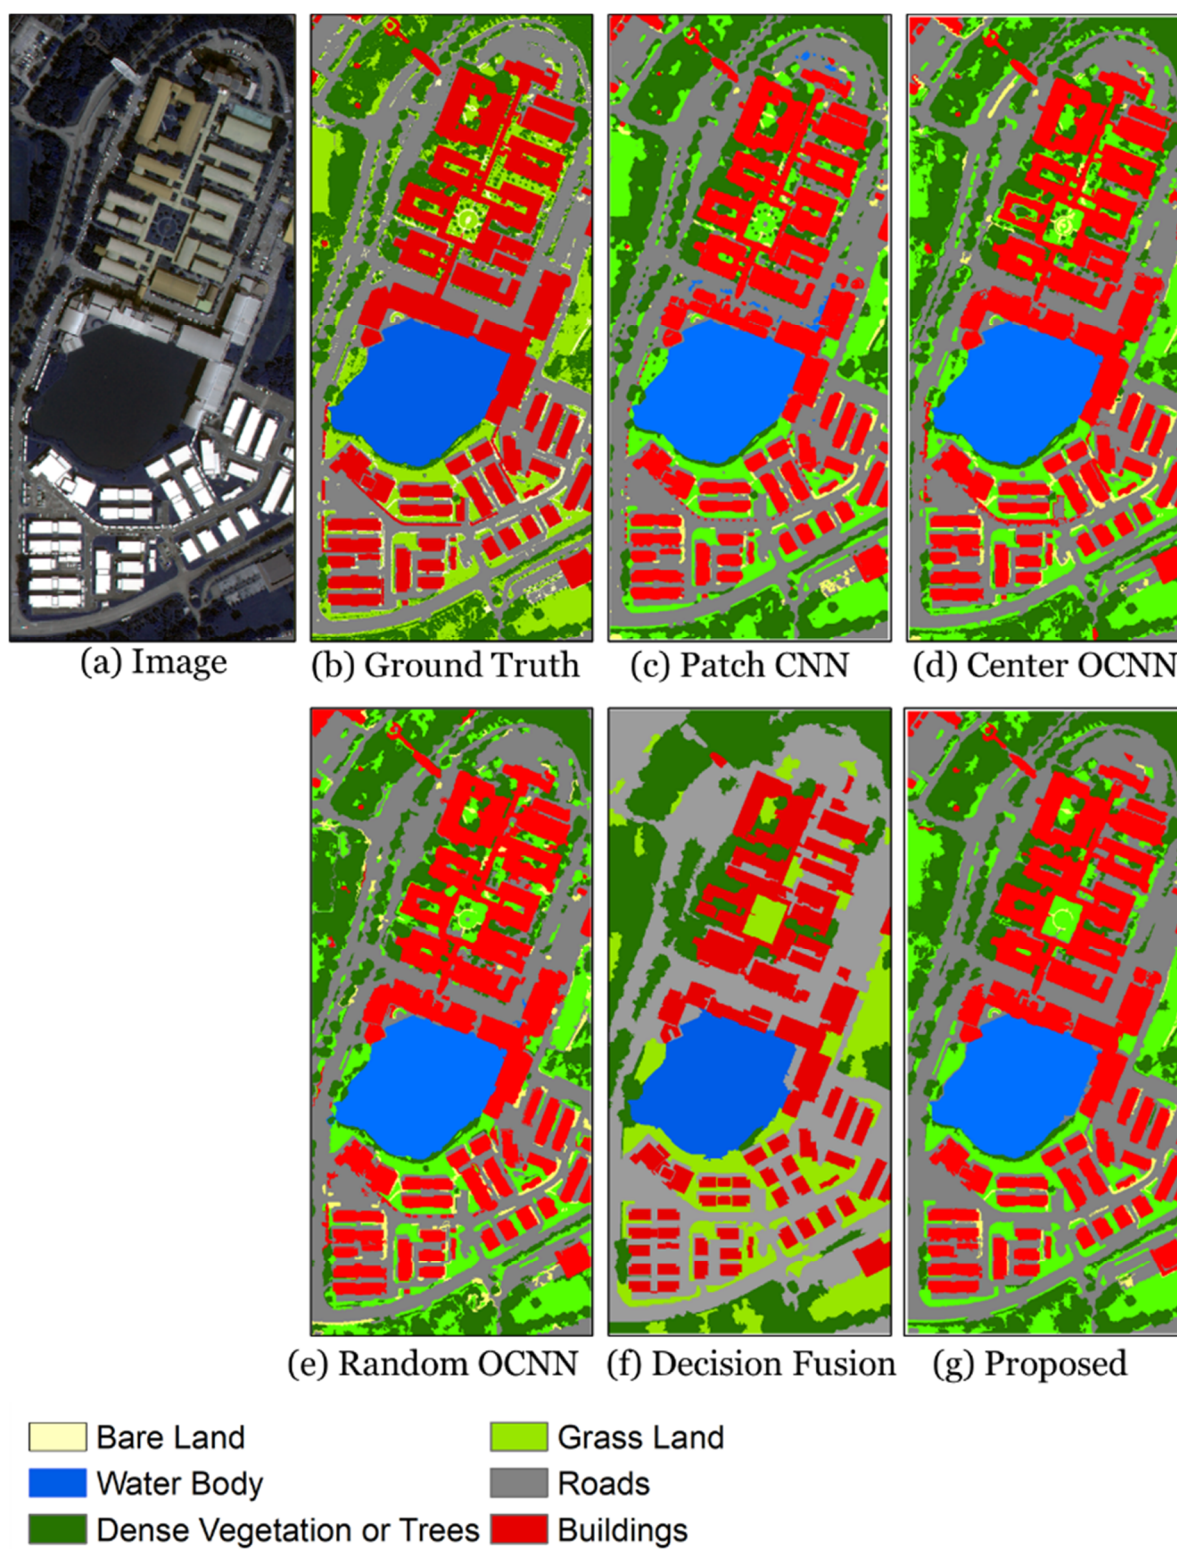 (a) Image
(b) Ground Truth
(c) Patch CNN
(d) Center OCNN
(e) Random OCNN
(f) Decision Fusion
(g) Proposed
Bare Land
Grass Land
Water Body
Roads
Dense Vegetation or Trees
Buildings